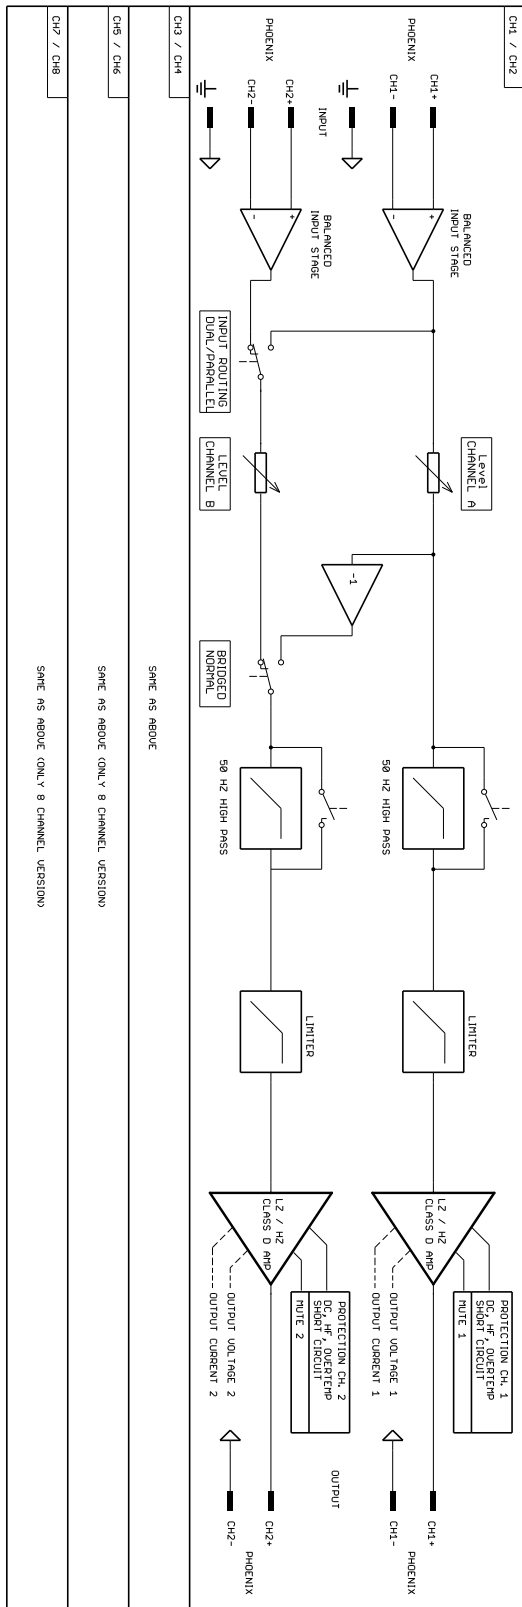 CH1 / CH2
PHOENIX
CH1+
CH1-
BALANCED
INPUT STAGE
+
-
Level
CHANNEL A
50 HZ HIGH PASS
LIMITER
LZ / HZ
CLASS D AMP
PROTECTION CH. 1
DC, HF, OVERTEMP
SHORT CIRCUIT
MUTE 1
OUTPUT VOLTAGE 1
OUTPUT CURRENT 1
CH1+
CH1-
PHOENIX
INPUT
-1
OUTPUT
PHOENIX
CH2+
CH2-
BALANCED
INPUT STAGE
+
-
INPUT ROUTING
DUAL/PARALLEL
LEVEL
CHANNEL B
BRIDGED
NORMAL
50 HZ HIGH PASS
LIMITER
LZ / HZ
CLASS D AMP
PROTECTION CH. 2
DC, HF, OVERTEMP
SHORT CIRCUIT
MUTE 2
OUTPUT VOLTAGE 2
OUTPUT CURRENT 2
CH2+
CH2-
PHOENIX
CH3 / CH4
SAME AS ABOVE
CH5 / CH6
SAME AS ABOVE (ONLY 8 CHANNEL VERSION)
CH7 / CH8
SAME AS ABOVE (ONLY 8 CHANNEL VERSION)